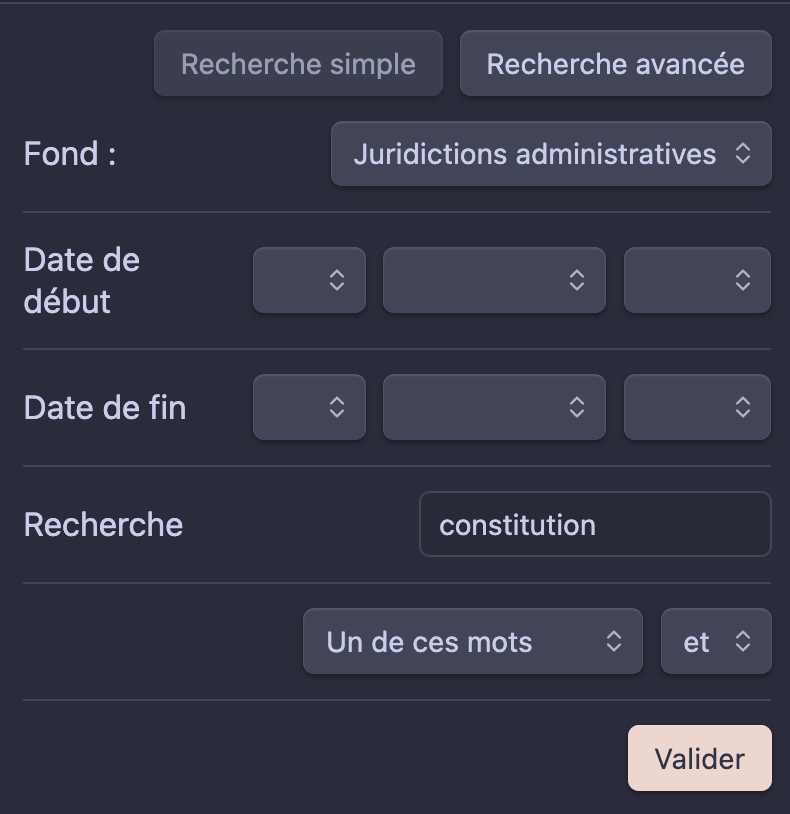 Recherche simple Recherche avancée
Fond : Juridictions administratives
Date de
début
Date de fin
Recherche constitution
Un de ces mots et
Valider